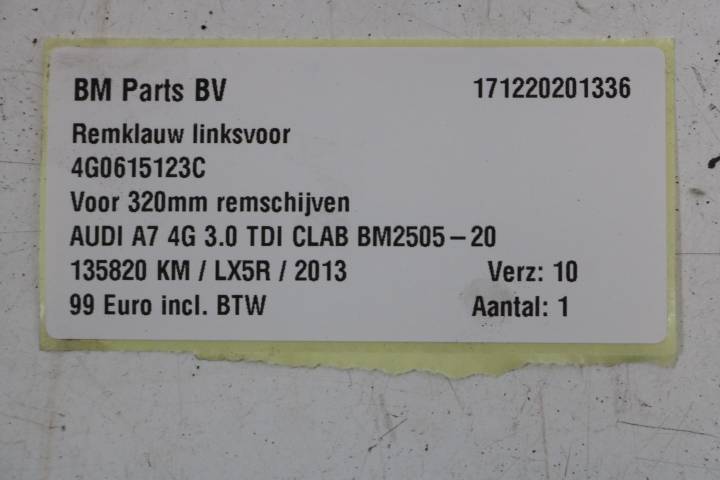 BM Parts BV 171220201336
Remklauw linksvoor
4G0615123C
Voor 320mm remschijven
AUDI A7 4G 3.0 TDI CLAB BM2505-20
135820 KM / LX5R / 2013 Verz: 10
99 Euro incl. BTW Aantal: 1